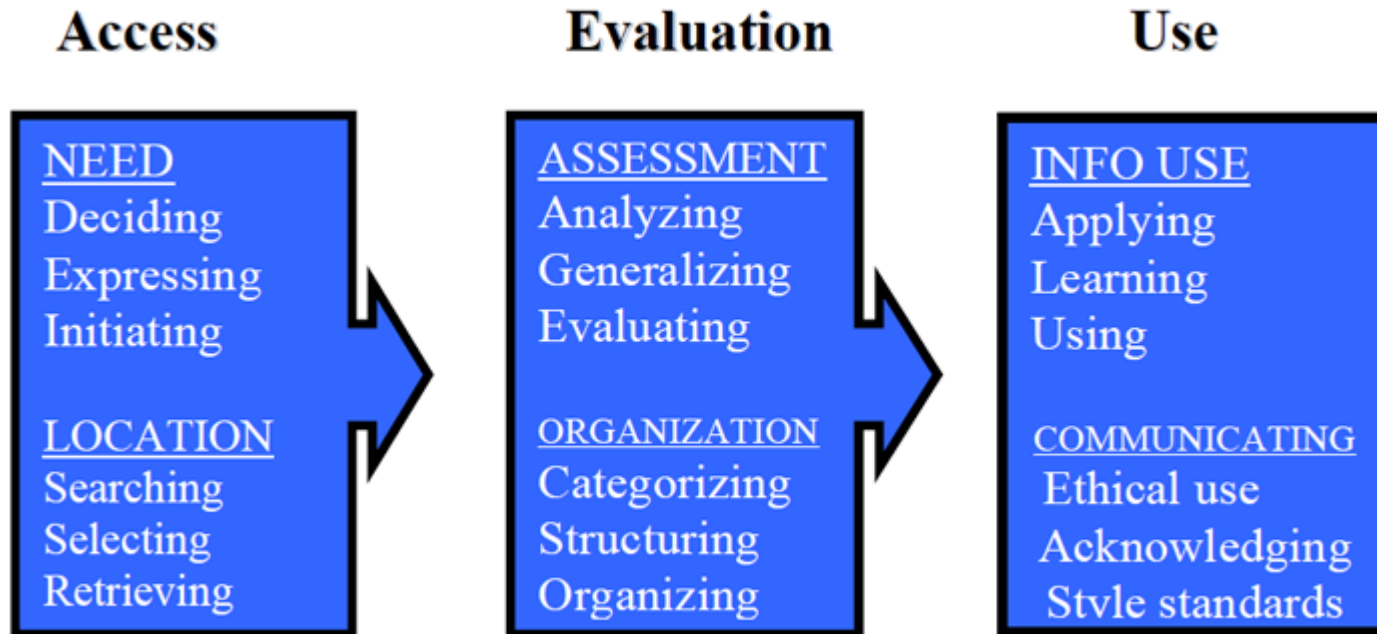 Access
NEED
Deciding
Expressing
Initiating
LOCATION
Searching
Selecting
Retrieving
Evaluation
ASSESSMENT
Analyzing
Generalizing
Evaluating
ORGANIZATION
Categorizing
Structuring
Organizing
Use
INFO USE
Applying
Learning
Using
COMMUNICATING
Ethical use
Acknowledging
Style standards